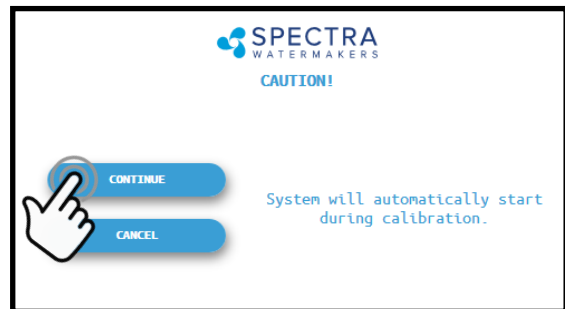 SPECTRA
WATERMAKERS
CAUTION!
CONTINUE
CANCEL
System will automatically start
during calibration.